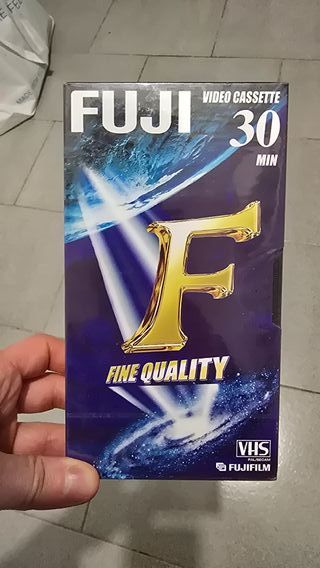 FUJI
VIDEO CASSETTE
30
MIN
F
FINE QUALITY
VHS
PAL/SECAM
FUJIFILM